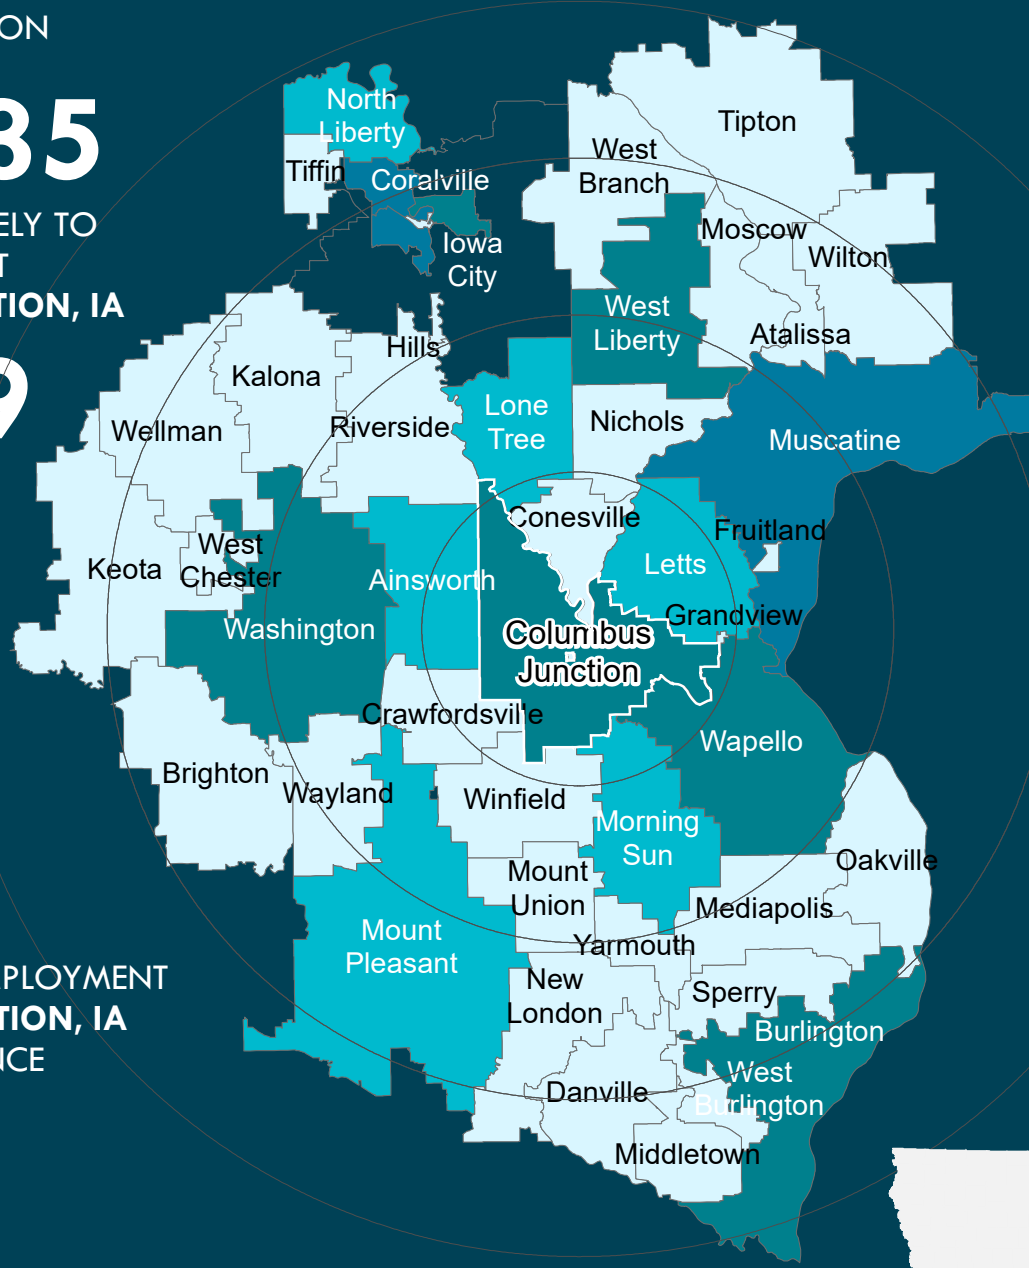 ON
35
ELY TO
T
TION, IA
9
PLOYMENT
TION, IA
NCE
North
Liberty
Tiffin
Coralville
Iowa
City
West
Branch
Tipton
Moscow
Wilton
West
Liberty
Atalissa
Hills
Kalona
Wellman
Riverside
Lone
Tree
Nichols
Muscatine
Conesville
Fruitland
West
Chester
Keota
Ainsworth
Letts
Grandview
Washington
Columbus
Junction
Crawfordsville
Wapello
Brighton
Wayland
Winfield
Morning
Sun
Oakville
Mount
Union
Mediapolis
Mount
Pleasant
Yarmouth
New
London
Sperry
Burlington
West
Burlington
Danville
Middletown